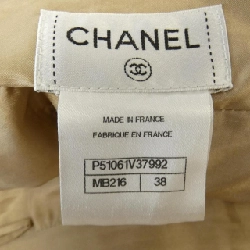 CHANEL
MADE IN FRANCE
FABRIQUE EN FRANCE
P51061V37992
MB216 38